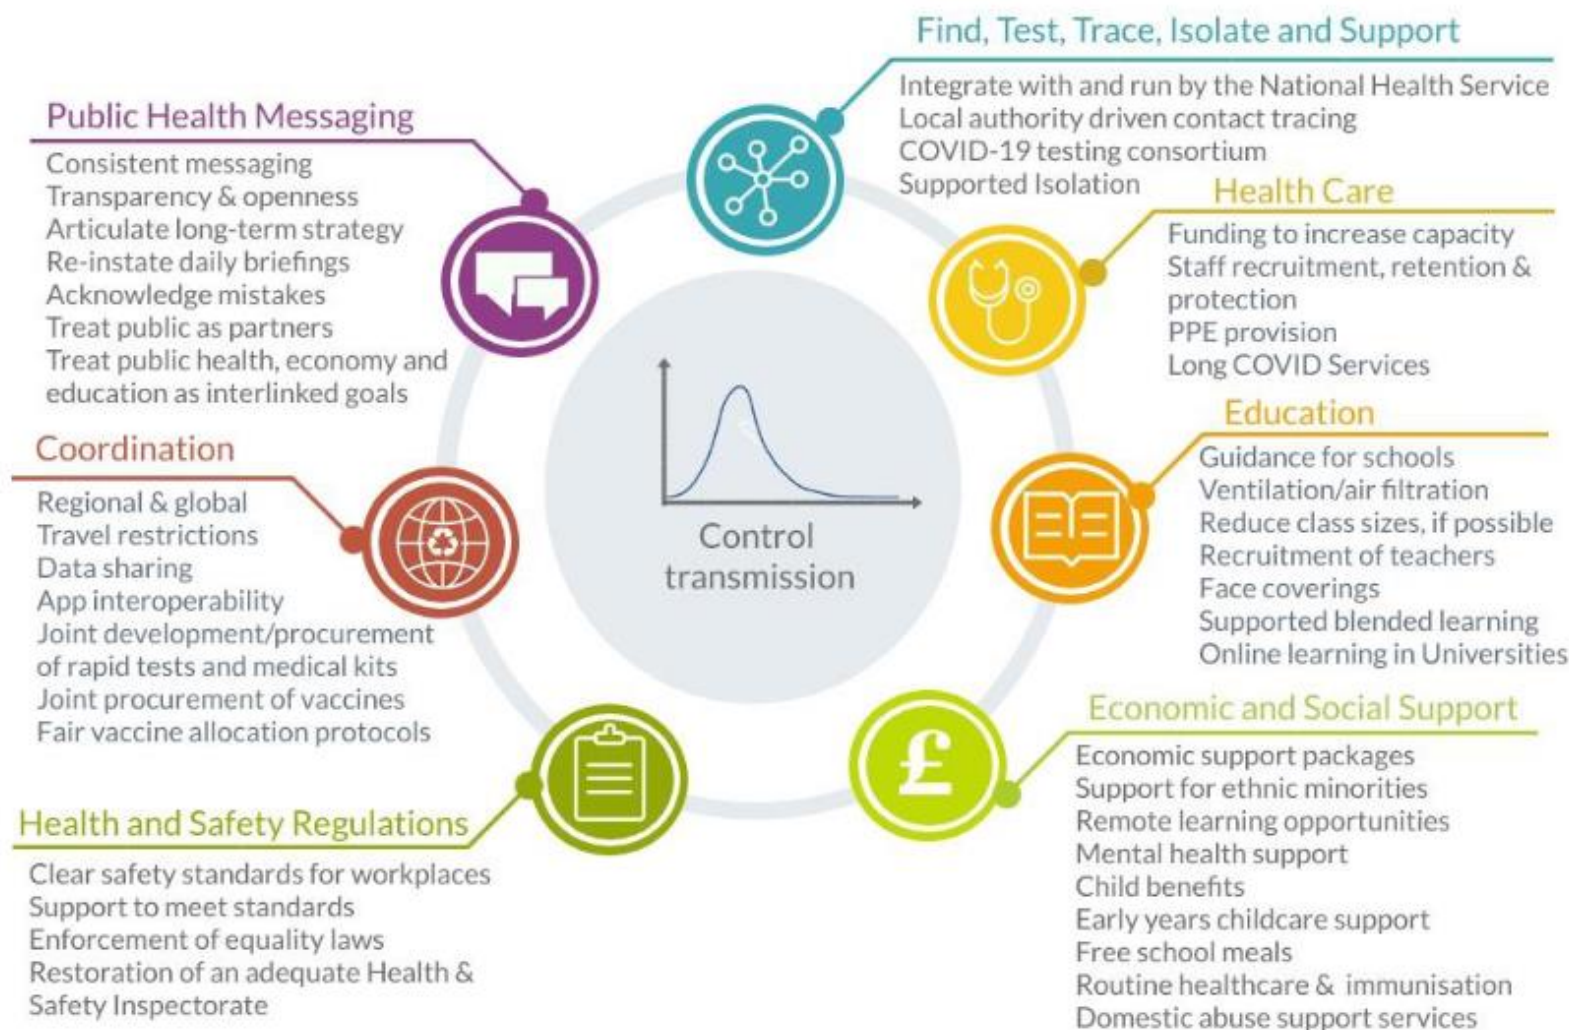 Find, Test, Trace, Isolate and Support
Integrate with and run by the National Health Service
Local authority driven contact tracing
COVID-19 testing consortium
Supported Isolation
Health Care
Funding to increase capacity
Staff recruitment, retention &
protection
PPE provision
Long COVID Services
Education
Guidance for schools
Ventilation/air filtration
Reduce class sizes, if possible
Recruitment of teachers
Face coverings
Supported blended learning
Online learning in Universities
Economic and Social Support
Economic support packages
Support for ethnic minorities
Remote learning opportunities
Mental health support
Child benefits
Early years childcare support
Free school meals
Routine healthcare & immunisation
Domestic abuse support services
£
Health and Safety Regulations
Clear safety standards for workplaces
Support to meet standards
Enforcement of equality laws
Restoration of an adequate Health &
Safety Inspectorate
Coordination
Regional & global
Travel restrictions
Data sharing
App interoperability
Joint development/procurement
of rapid tests and medical kits
Joint procurement of vaccines
Fair vaccine allocation protocols
Public Health Messaging
Consistent messaging
Transparency & openness
Articulate long-term strategy
Re-instate daily briefings
Acknowledge mistakes
Treat public as partners
Treat public health, economy and
education as interlinked goals
Control
transmission